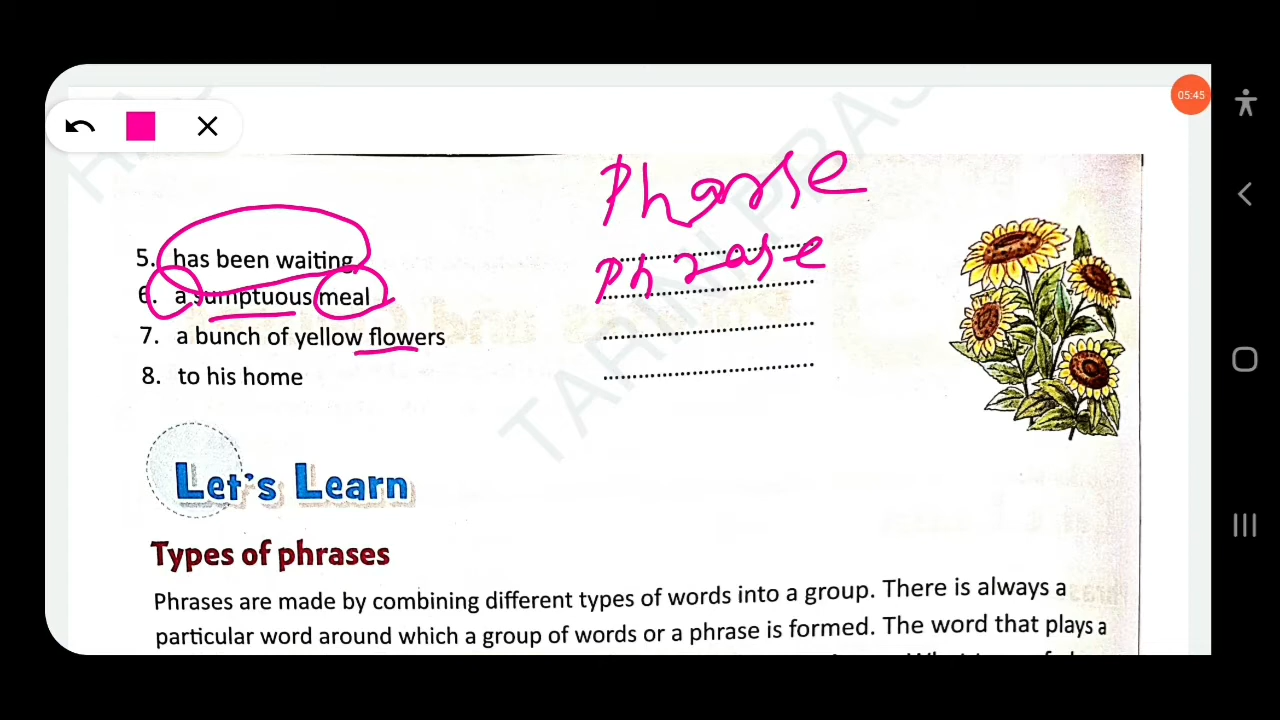 05:45
Pharse
5. has been waiting
Phrase
6. a sumptuous meal
7. a bunch of yellow flowers
8. to his home
TARINI PRAS
Let's Learn
Types of phrases
Phrases are made by combining different types of words into a group. There is always a
particular word around which a group of words or a phrase is formed. The word that plays a